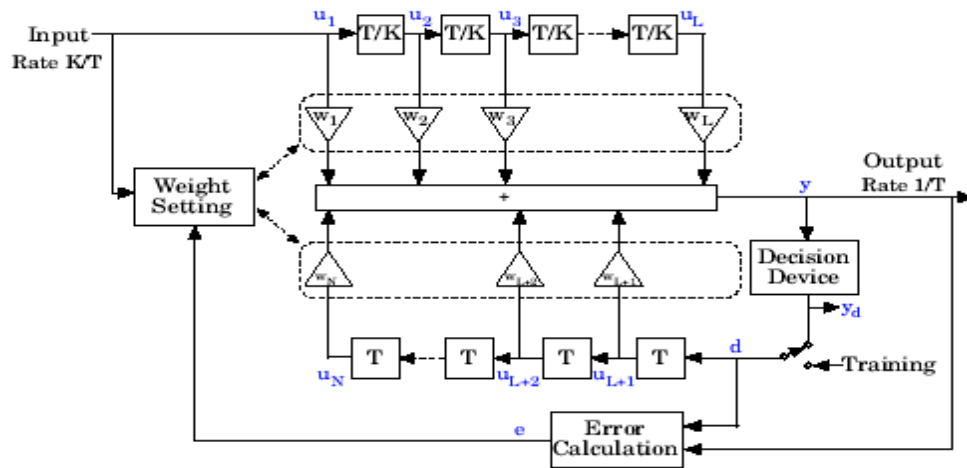 u1 u2 u3 uL
Input T/K T/K T/K T/K
Rate K/T
w1 w2 w3 wL
Output
Rate 1/T
Weight
Setting
+
y
Decision
Device
wN wL+2 wL+1
yd
T T T T
d
Training
uN uL+2 uL+1
e
Error
Calculation